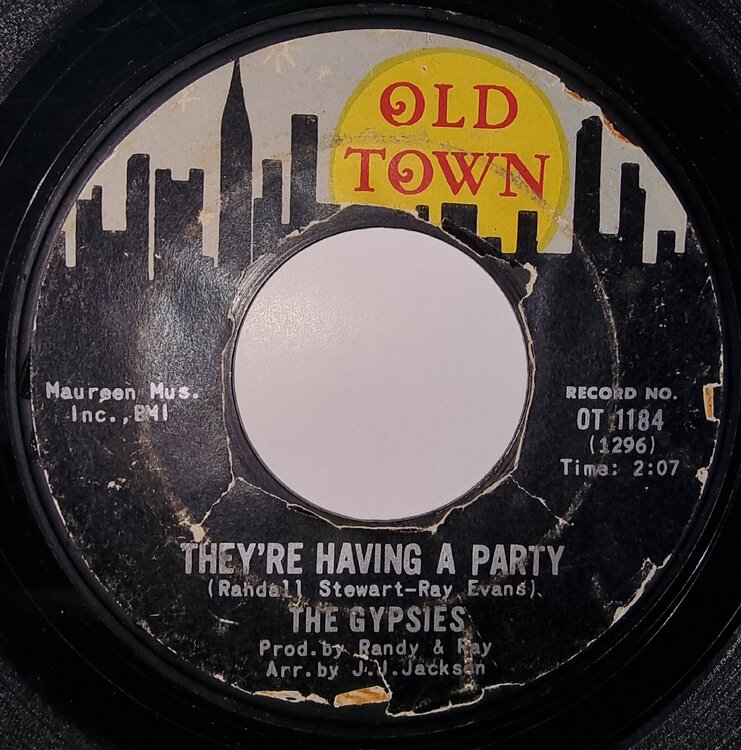 OLD
TOWN
Maureen Mus.
Inc.,BMI
RECORD NO.
OT 1184
(1296)
Time: 2:07
THEY'RE HAVING A PARTY
(Randall Stewart-Ray Evans)
THE GYPSIES
Prod.by Randy & Ray
Arr.by J.J.Jackson